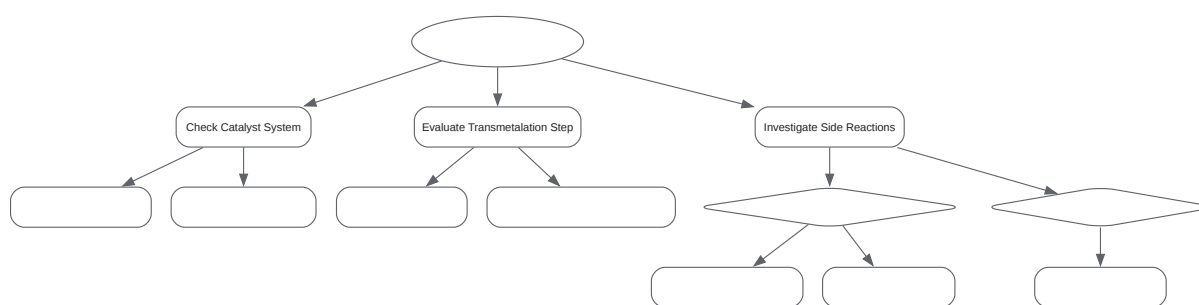 Check Catalyst System
Evaluate Transmetalation Step
Investigate Side Reactions